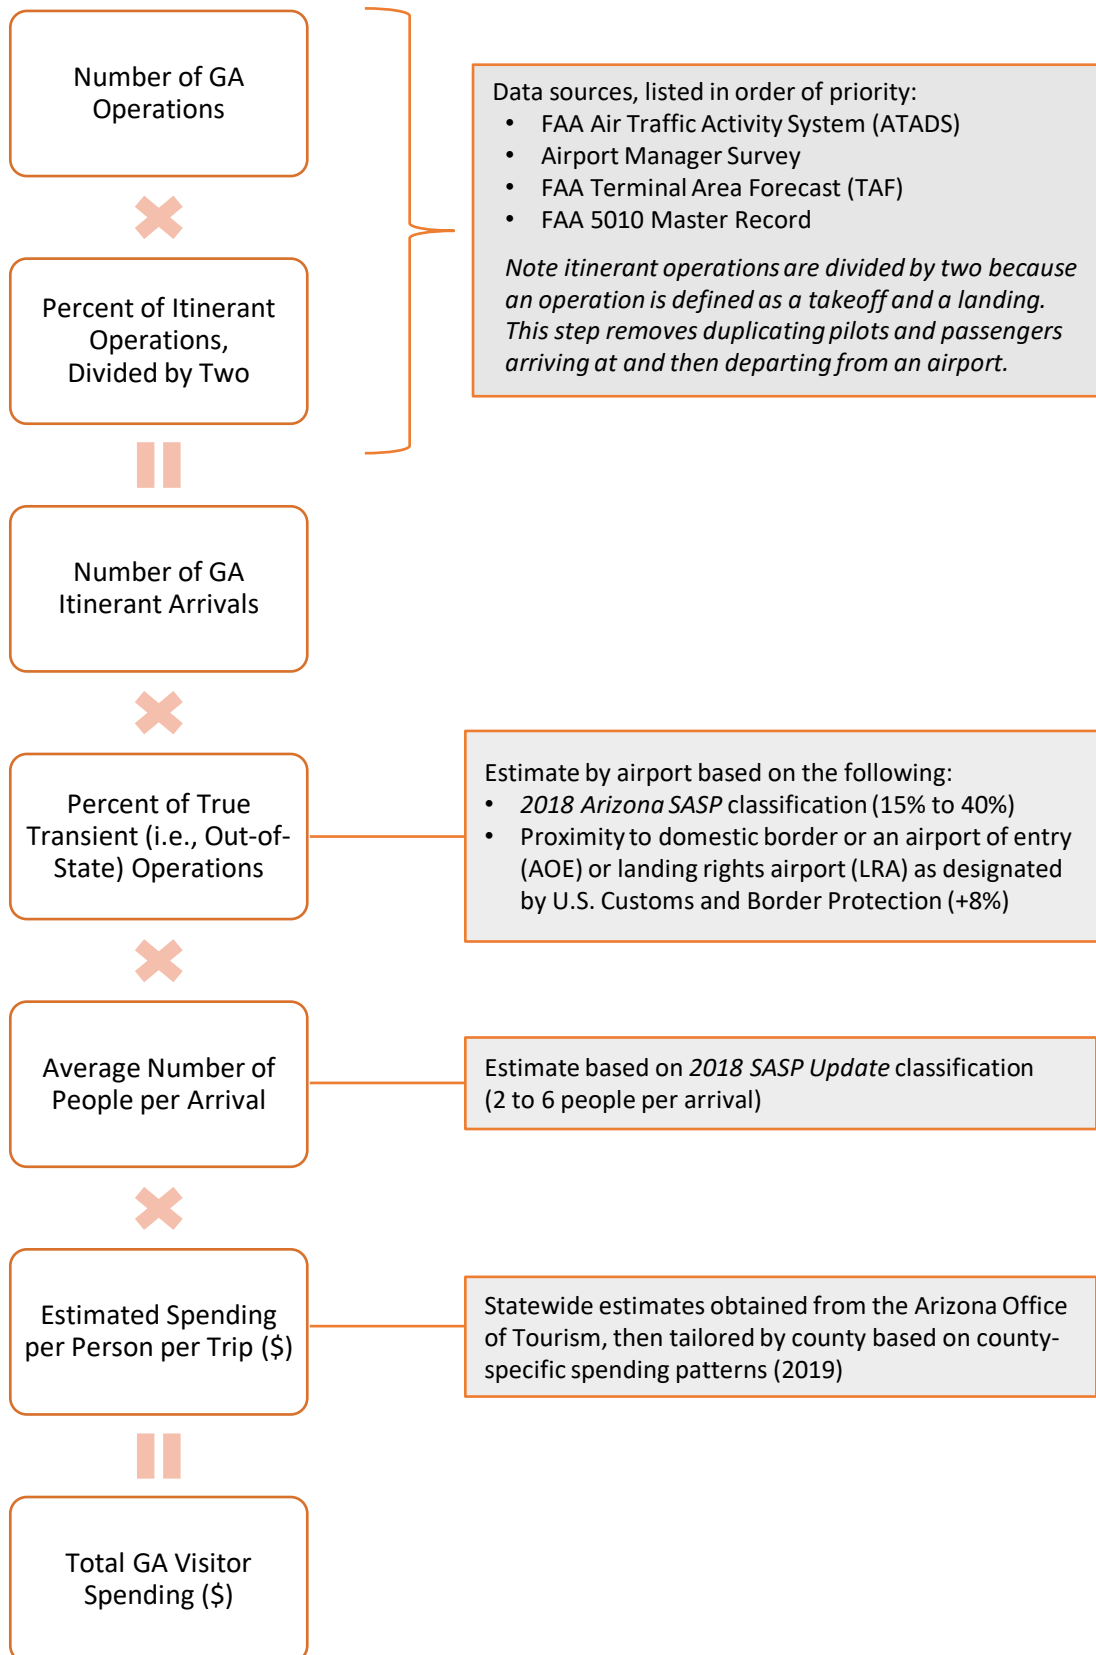 Number of GA
Operations
Data sources, listed in order of priority:
• FAA Air Traffic Activity System (ATADS)
• Airport Manager Survey
• FAA Terminal Area Forecast (TAF)
• FAA 5010 Master Record
Note itinerant operations are divided by two because
an operation is defined as a takeoff and a landing.
This step removes duplicating pilots and passengers
arriving at and then departing from an airport.
Percent of Itinerant
Operations,
Divided by Two
Number of GA
Itinerant Arrivals
Percent of True
Transient (i.e., Out-of-
State) Operations
Estimate by airport based on the following:
• 2018 Arizona SASP classification (15% to 40%)
• Proximity to domestic border or an airport of entry
(AOE) or landing rights airport (LRA) as designated
by U.S. Customs and Border Protection (+8%)
Average Number of
People per Arrival
Estimate based on 2018 SASP Update classification
(2 to 6 people per arrival)
Estimated Spending
per Person per Trip ($)
Statewide estimates obtained from the Arizona Office
of Tourism, then tailored by county based on county-
specific spending patterns (2019)
Total GA Visitor
Spending ($)